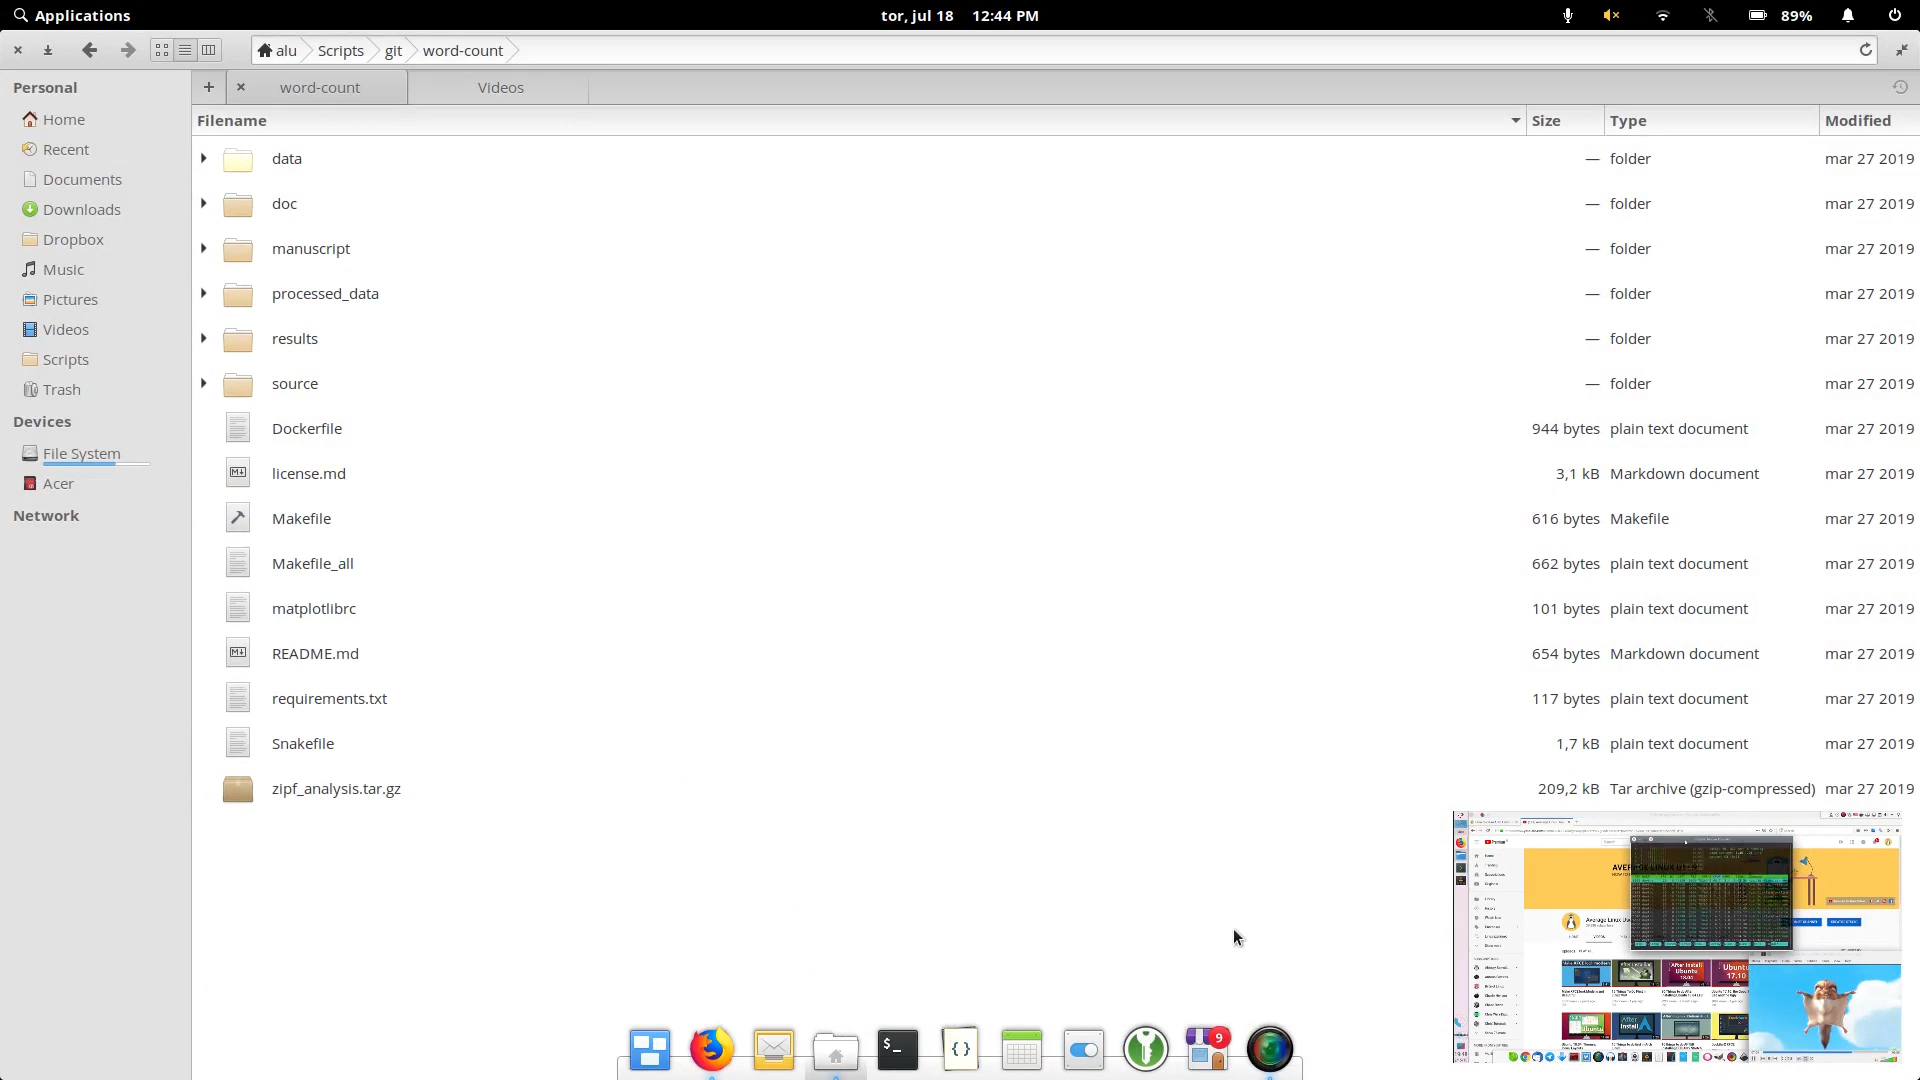 Applications
tor, jul 18 12:44 PM
89%
alu Scripts git word-count
Personal
Home
Recent
Documents
Downloads
Dropbox
Music
Pictures
Videos
Scripts
Trash
Devices
File System
Acer
Network
word-count Videos
Filename Size Type Modified
data — folder mar 27 2019
doc — folder mar 27 2019
manuscript — folder mar 27 2019
processed_data — folder mar 27 2019
results — folder mar 27 2019
source — folder mar 27 2019
Dockerfile 944 bytes plain text document mar 27 2019
license.md 3,1 kB Markdown document mar 27 2019
Makefile 616 bytes Makefile mar 27 2019
Makefile_all 662 bytes plain text document mar 27 2019
matplotlibrc 101 bytes plain text document mar 27 2019
README.md 654 bytes Markdown document mar 27 2019
requirements.txt 117 bytes plain text document mar 27 2019
Snakefile 1,7 kB plain text document mar 27 2019
zipf_analysis.tar.gz 209,2 kB Tar archive (gzip-compressed) mar 27 2019
9